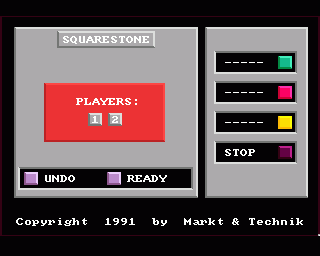 SQUARESTONE
PLAYERS:
1 2
-----
-----
-----
STOP
UNDO READY
Copyright 1991 by Markt & Technik